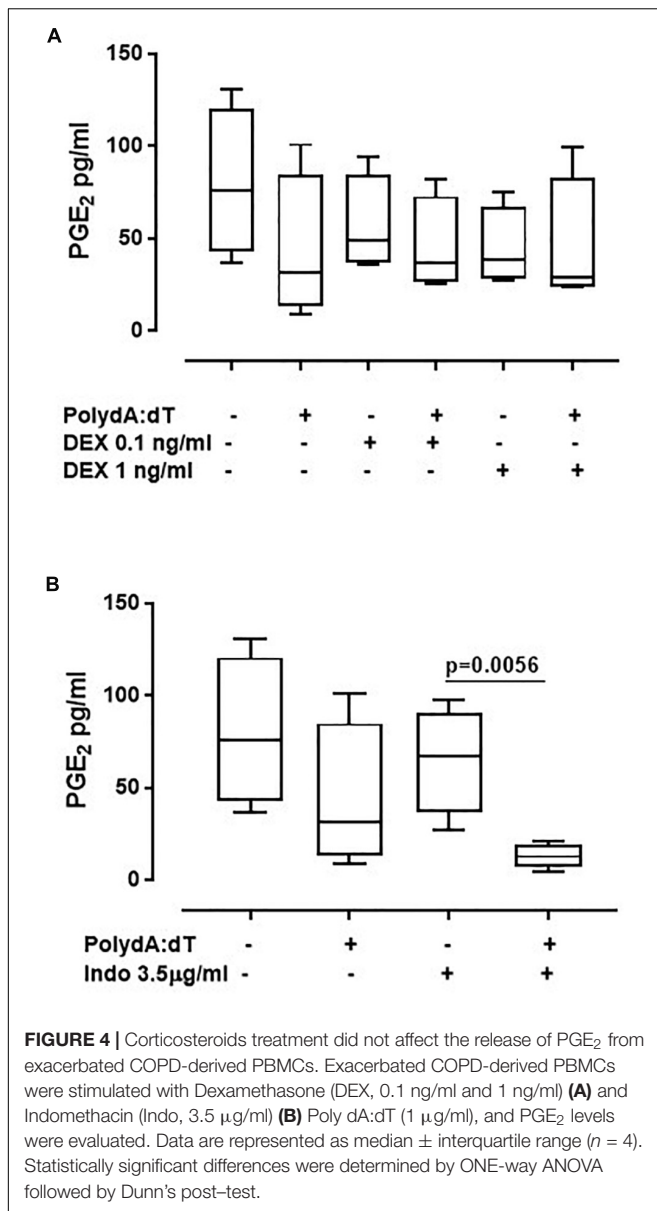 A
150
100
50
0
PGE₂ pg/ml
PolydA:dT - + - + - +
DEX 0.1 ng/ml - - + + - -
DEX 1 ng/ml - - - - + +
B
150
100
50
0
PGE₂ pg/ml
p=0.0056
PolydA:dT - + - +
Indo 3.5µg/ml - - + +
FIGURE 4 | Corticosteroids treatment did not affect the release of PGE₂ from
exacerbated COPD-derived PBMCs. Exacerbated COPD-derived PBMCs
were stimulated with Dexamethasone (DEX, 0.1 ng/ml and 1 ng/ml) (A) and
Indomethacin (Indo, 3.5 µg/ml) (B) Poly dA:dT (1 µg/ml), and PGE₂ levels
were evaluated. Data are represented as median ± interquartile range (n = 4).
Statistically significant differences were determined by ONE-way ANOVA
followed by Dunn's post–test.